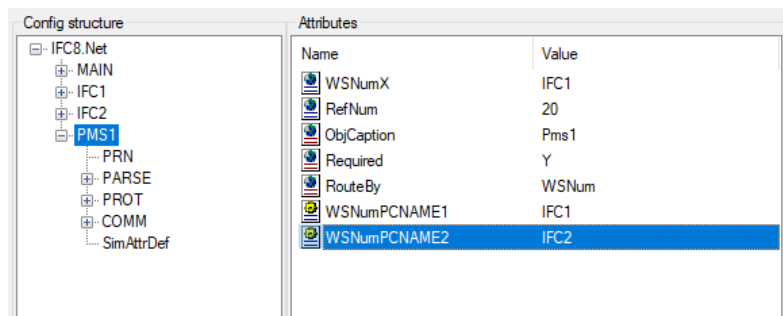 Config structure
IFC8.Net
MAIN
IFC1
IFC2
PMS1
PRN
PARSE
PROT
COMM
SimAttrDef
Attributes
Name Value
WSNumX IFC1
RefNum 20
ObjCaption Pms1
Required Y
RouteBy WSNum
WSNumPCNAME1 IFC1
WSNumPCNAME2 IFC2